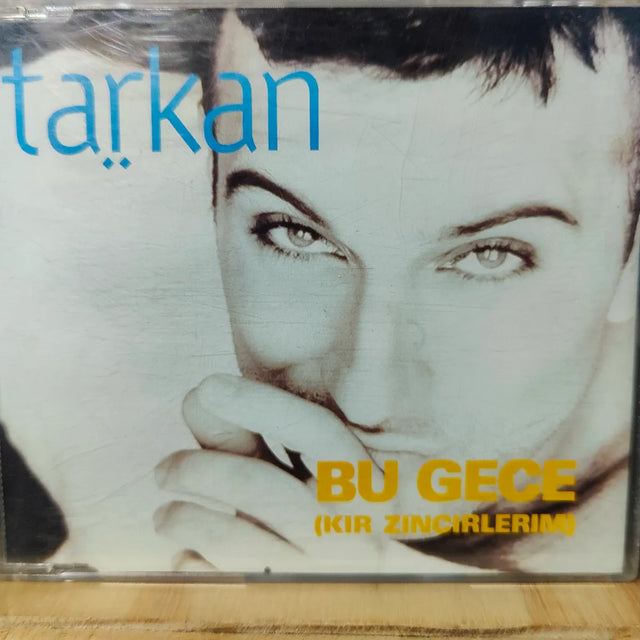 tarkan
BU GECE
(KIR ZINCIRLERIM)